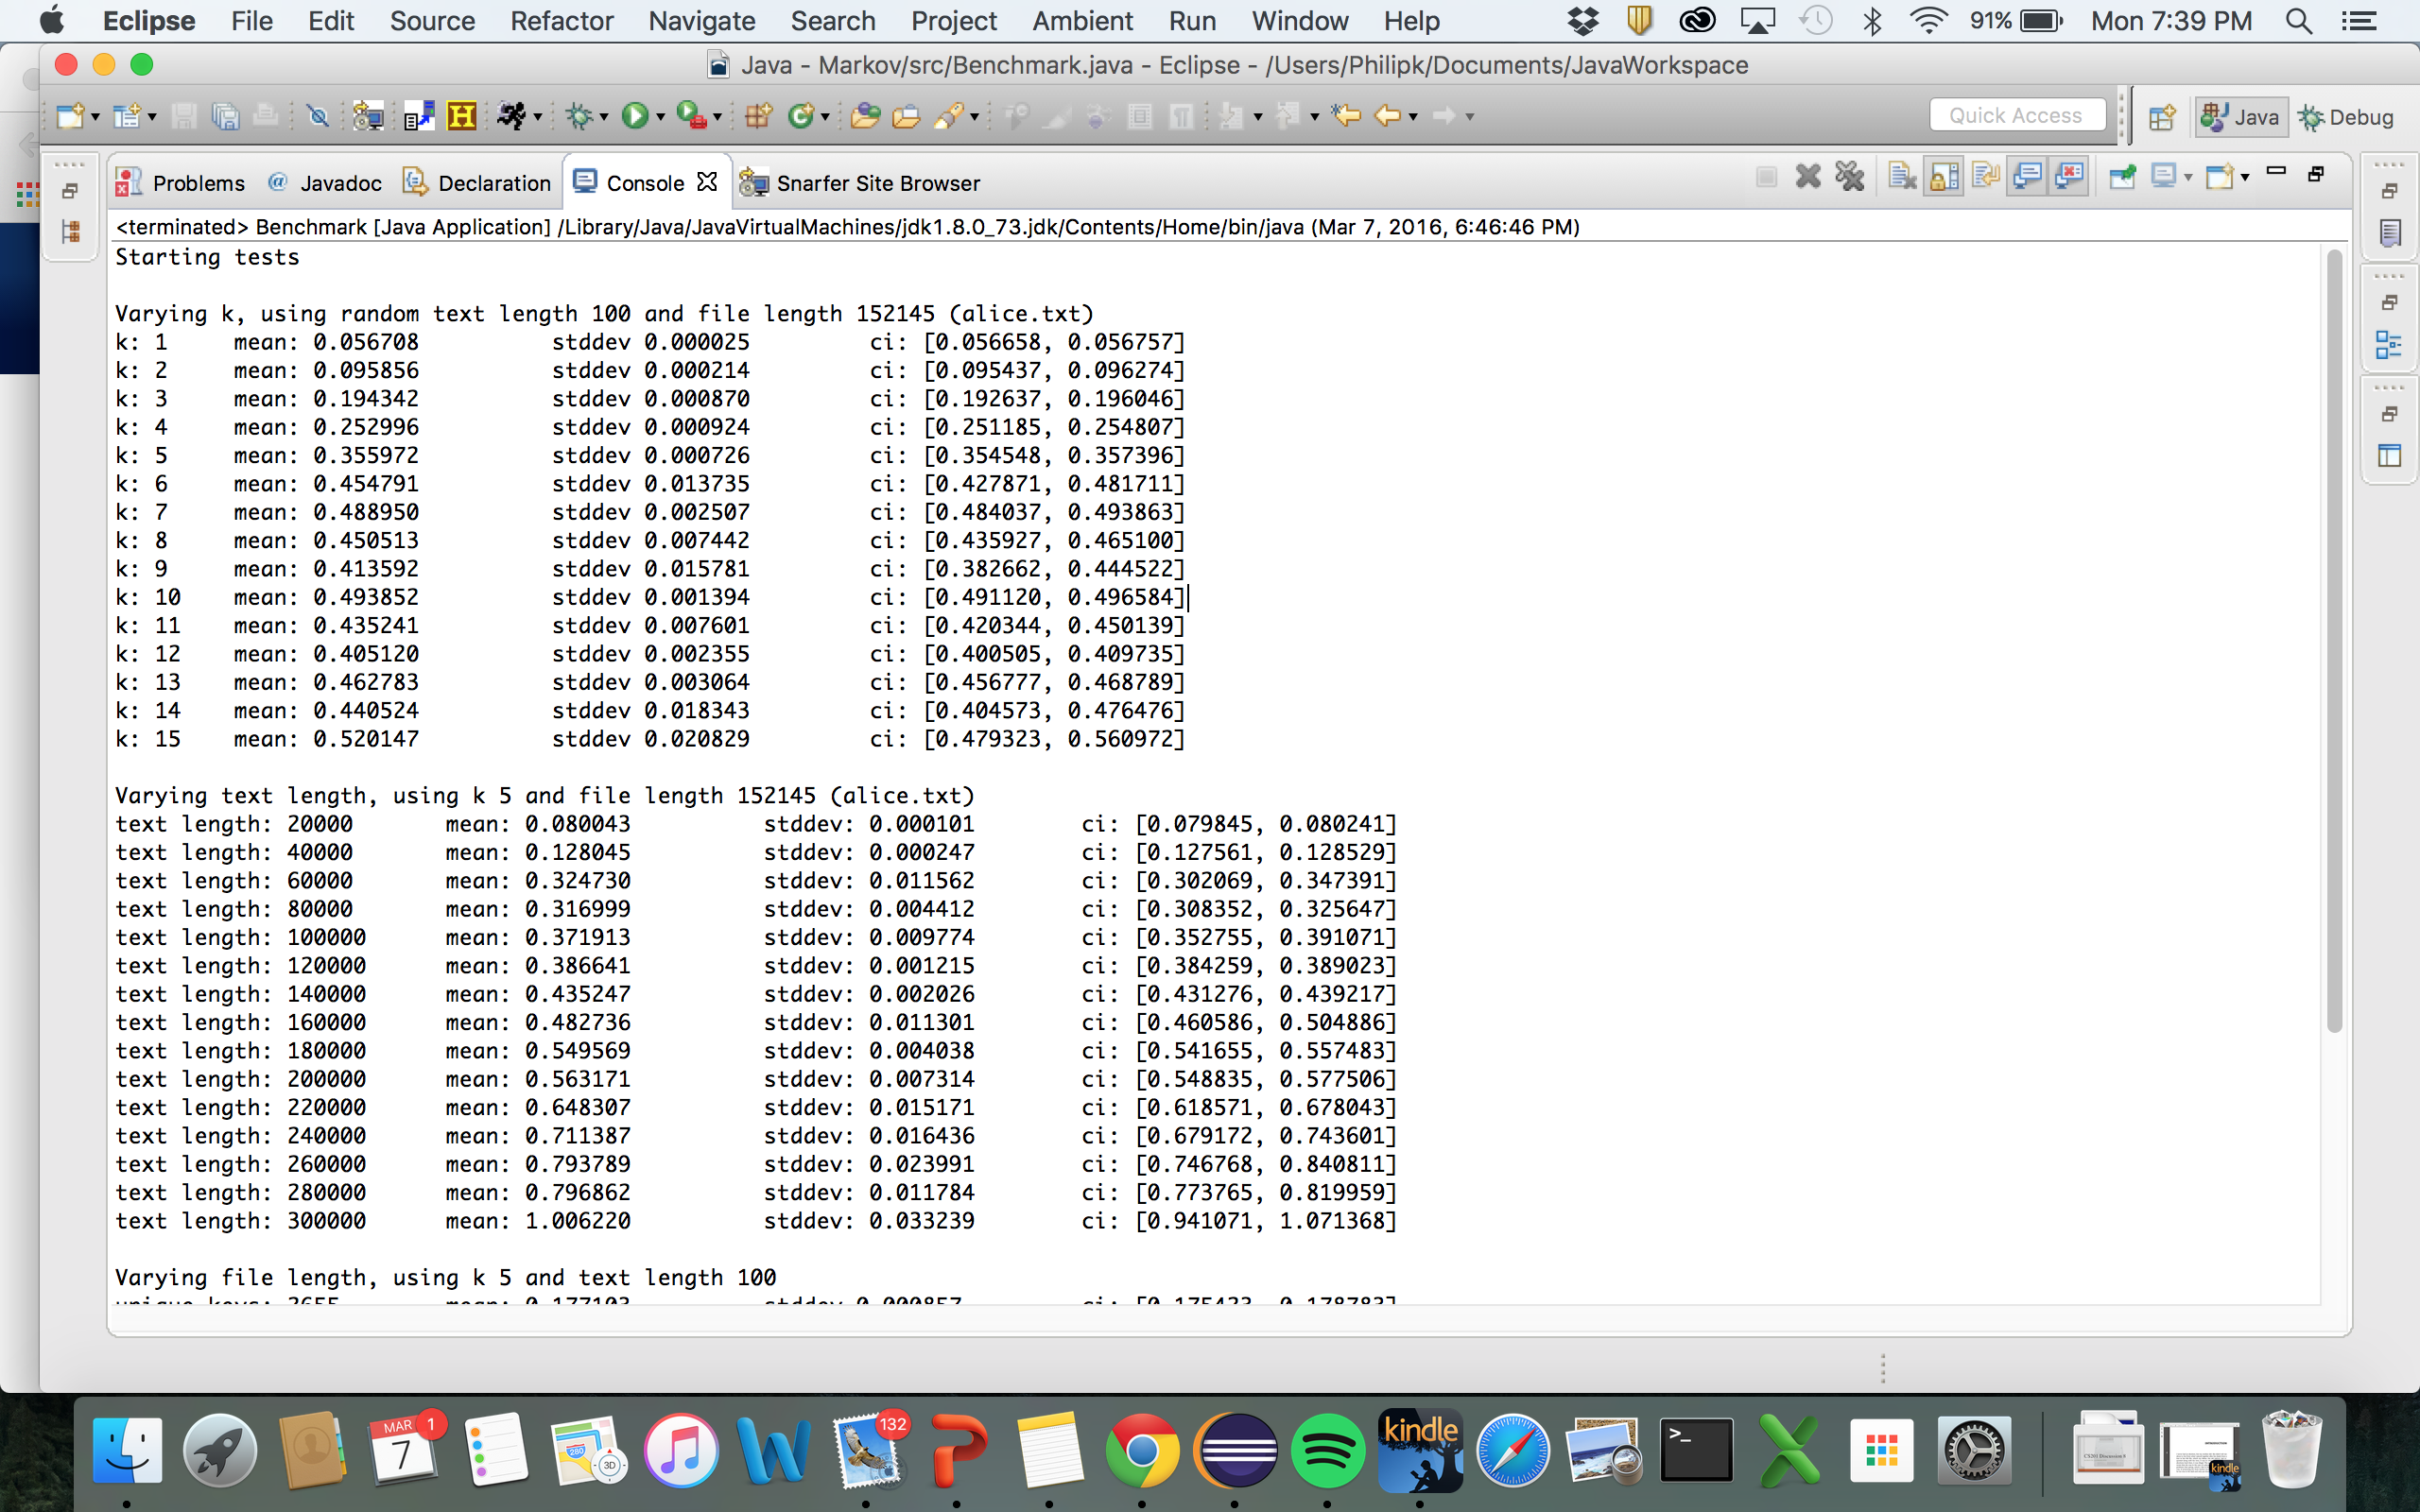 Eclipse File Edit Source Refactor Navigate Search Project Ambient Run Window Help 91% Mon 7:39 PM
Java - Markov/src/Benchmark.java - Eclipse - /Users/Philipk/Documents/JavaWorkspace
Quick Access Java Debug
Problems Javadoc Declaration Console Snarfer Site Browser
<terminated> Benchmark [Java Application] /Library/Java/JavaVirtualMachines/jdk1.8.0_73.jdk/Contents/Home/bin/java (Mar 7, 2016, 6:46:46 PM)
Starting tests
Varying k, using random text length 100 and file length 152145 (alice.txt)
k: 1 mean: 0.056708 stddev 0.000025 ci: [0.056658, 0.056757]
k: 2 mean: 0.095856 stddev 0.000214 ci: [0.095437, 0.096274]
k: 3 mean: 0.194342 stddev 0.000870 ci: [0.192637, 0.196046]
k: 4 mean: 0.252996 stddev 0.000924 ci: [0.251185, 0.254807]
k: 5 mean: 0.355972 stddev 0.000726 ci: [0.354548, 0.357396]
k: 6 mean: 0.454791 stddev 0.013735 ci: [0.427871, 0.481711]
k: 7 mean: 0.488950 stddev 0.002507 ci: [0.484037, 0.493863]
k: 8 mean: 0.450513 stddev 0.007442 ci: [0.435927, 0.465100]
k: 9 mean: 0.413592 stddev 0.015781 ci: [0.382662, 0.444522]
k: 10 mean: 0.493852 stddev 0.001394 ci: [0.491120, 0.496584]
k: 11 mean: 0.435241 stddev 0.007601 ci: [0.420344, 0.450139]
k: 12 mean: 0.405120 stddev 0.002355 ci: [0.400505, 0.409735]
k: 13 mean: 0.462783 stddev 0.003064 ci: [0.456777, 0.468789]
k: 14 mean: 0.440524 stddev 0.018343 ci: [0.404573, 0.476476]
k: 15 mean: 0.520147 stddev 0.020829 ci: [0.479323, 0.560972]
Varying text length, using k 5 and file length 152145 (alice.txt)
text length: 20000 mean: 0.080043 stddev: 0.000101 ci: [0.079845, 0.080241]
text length: 40000 mean: 0.128045 stddev: 0.000247 ci: [0.127561, 0.128529]
text length: 60000 mean: 0.324730 stddev: 0.011562 ci: [0.302069, 0.347391]
text length: 80000 mean: 0.316999 stddev: 0.004412 ci: [0.308352, 0.325647]
text length: 100000 mean: 0.371913 stddev: 0.009774 ci: [0.352755, 0.391071]
text length: 120000 mean: 0.386641 stddev: 0.001215 ci: [0.384259, 0.389023]
text length: 140000 mean: 0.435247 stddev: 0.002026 ci: [0.431276, 0.439217]
text length: 160000 mean: 0.482736 stddev: 0.011301 ci: [0.460586, 0.504886]
text length: 180000 mean: 0.549569 stddev: 0.004038 ci: [0.541655, 0.557483]
text length: 200000 mean: 0.563171 stddev: 0.007314 ci: [0.548835, 0.577506]
text length: 220000 mean: 0.648307 stddev: 0.015171 ci: [0.618571, 0.678043]
text length: 240000 mean: 0.711387 stddev: 0.016436 ci: [0.679172, 0.743601]
text length: 260000 mean: 0.793789 stddev: 0.023991 ci: [0.746768, 0.840811]
text length: 280000 mean: 0.796862 stddev: 0.011784 ci: [0.773765, 0.819959]
text length: 300000 mean: 1.006220 stddev: 0.033239 ci: [0.941071, 1.071368]
Varying file length, using k 5 and text length 100
MAR 1
7
280
3D
132
kindle
>_
kindle